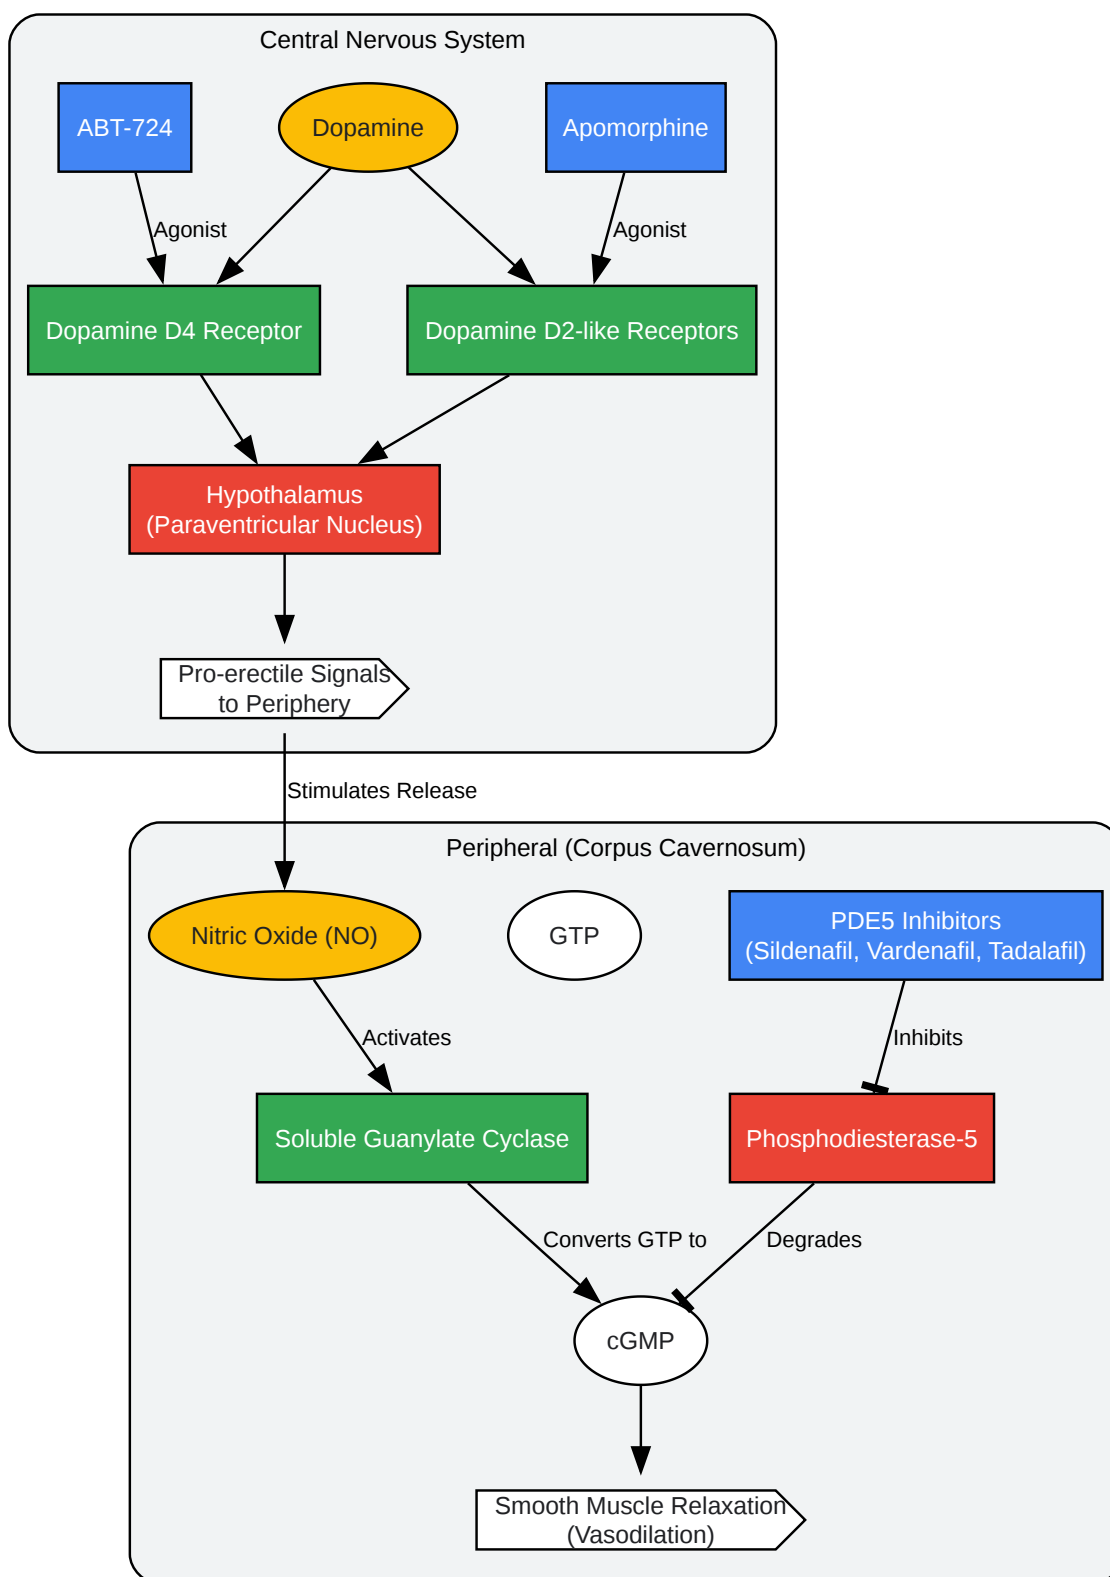 Central Nervous System
ABT-724
Dopamine
Apomorphine
Agonist
Agonist
Dopamine D4 Receptor
Dopamine D2-like Receptors
Hypothalamus
(Paraventricular Nucleus)
Pro-erectile Signals
to Periphery
Stimulates Release
Peripheral (Corpus Cavernosum)
Nitric Oxide (NO)
GTP
PDE5 Inhibitors
(Sildenafil, Vardenafil, Tadalafil)
Activates
Inhibits
Soluble Guanylate Cyclase
Phosphodiesterase-5
Converts GTP to
Degrades
cGMP
Smooth Muscle Relaxation
(Vasodilation)